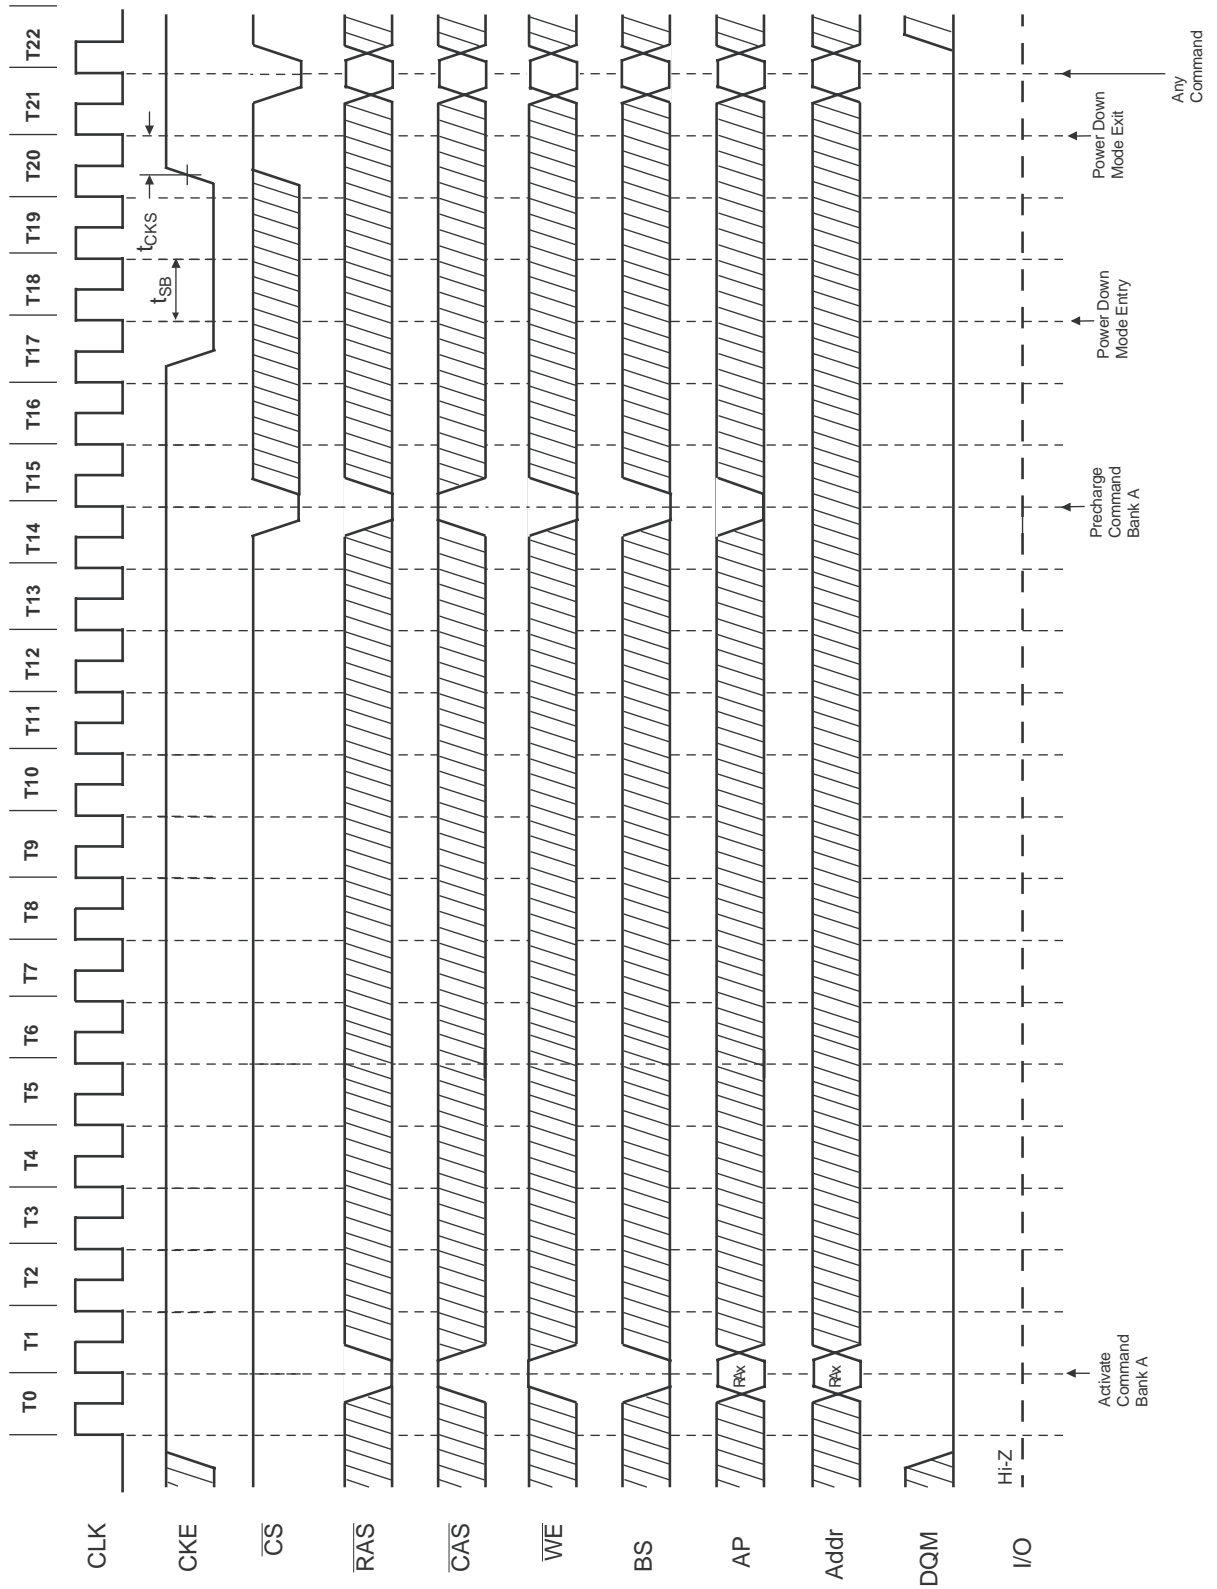 T0 T1 T2 T3 T4 T5 T6 T7 T8 T9 T10 T11 T12 T13 T14 T15 T16 T17 T18 T19 T20 T21 T22
CLK
CKE
tSB
tCKS
CS
RAS
CAS
WE
BS
AP
RAx
Addr
RAx
DQM
I/O
Hi-Z
Activate
Command
Bank A
Precharge
Command
Bank A
Power Down
Mode Entry
Power Down
Mode Exit
Any
Command